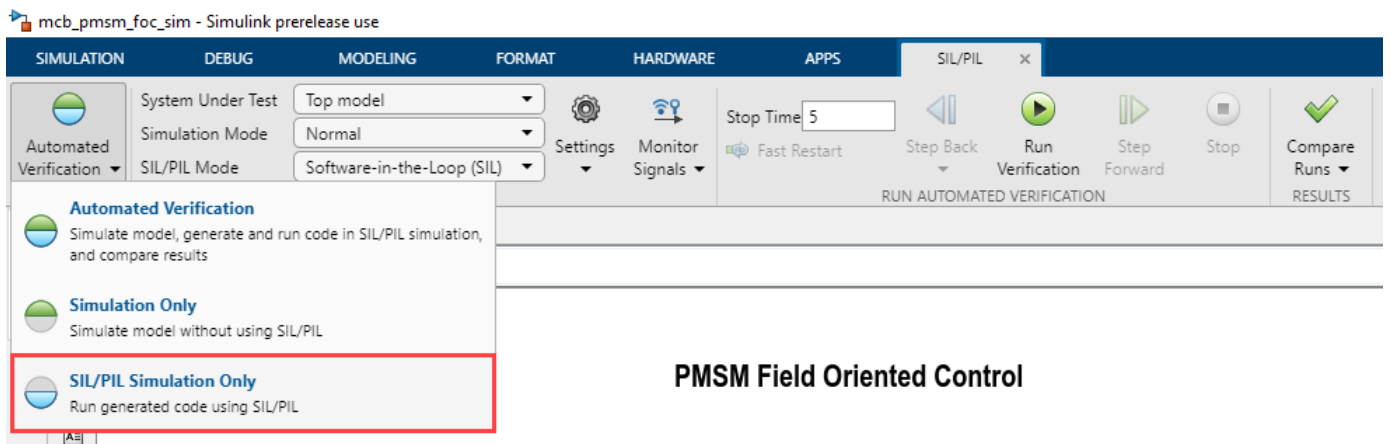 mcb_pmsm_foc_sim - Simulink prerelease use
SIMULATION DEBUG MODELING FORMAT HARDWARE APPS SIL/PIL ×
Automated
Verification
System Under Test Top model
Simulation Mode Normal
SIL/PIL Mode Software-in-the-Loop (SIL)
Settings
Monitor
Signals
Stop Time 5
Fast Restart
Step Back
Run
Verification
Step
Forward
Stop
Compare
Runs
RUN AUTOMATED VERIFICATION
RESULTS
Automated Verification
Simulate model, generate and run code in SIL/PIL simulation,
and compare results
Simulation Only
Simulate model without using SIL/PIL
SIL/PIL Simulation Only
Run generated code using SIL/PIL
PMSM Field Oriented Control